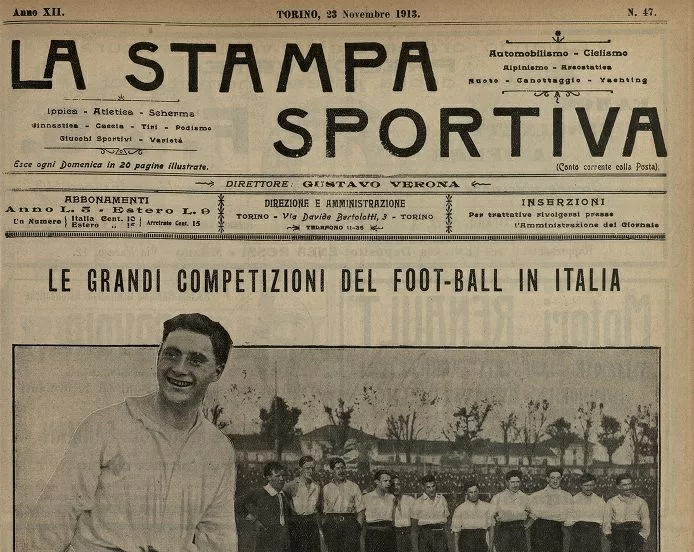 Anno XII. TORINO, 23 Novembre 1913. N. 47.
LA STAMPA
SPORTIVA
Automobilismo - Ciclismo
Alpinismo - Areostatica
Nuoto - Canottaggio - Yachting
Ippica - Atletica - Scherma
Ginnastica - Caccia - Tiri - Podismo
Giuochi Sportivi - Varietà
Esce ogni Domenica in 20 pagine illustrate.
(Conto corrente colla Posta).
DIRETTORE: GUSTAVO VERONA
ABBONAMENTI
Anno L. 5 - Estero L. 9
Un Numero Italia Cent. 10 Arretrato Cent. 15
Estero „ 15
DIREZIONE E AMMINISTRAZIONE
TORINO - Via Davide Bertolotti, 3 - TORINO
TELEFONO 11-36
INSERZIONI
Per trattative rivolgersi presso
l'Amministrazione del Giornale
LE GRANDI COMPETIZIONI DEL FOOT-BALL IN ITALIA